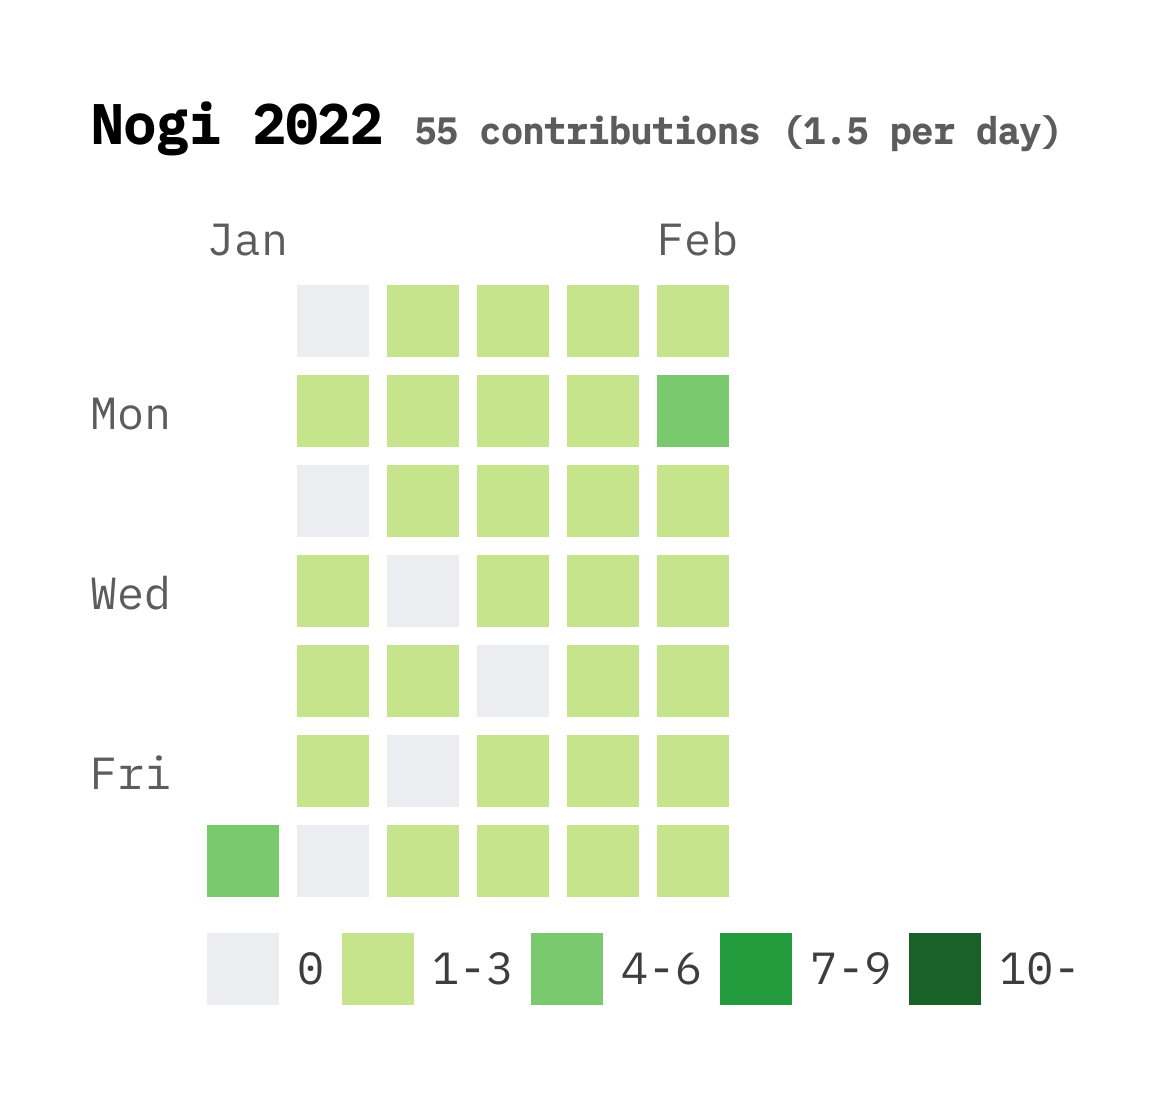 Nogi 2022 55 contributions (1.5 per day)
Jan Feb
Mon
Wed
Fri
0 1-3 4-6 7-9 10-